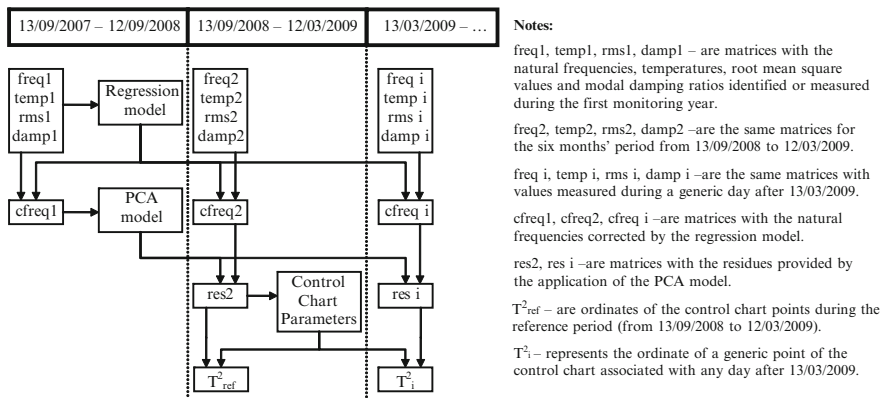 13/09/2007 – 12/09/2008
13/09/2008 – 12/03/2009
13/03/2009 – ...
freq1
temp1
rms1
damp1
Regression
model
freq2
temp2
rms2
damp2
freq i
temp i
rms i
damp i
cfreq1
PCA
model
cfreq2
cfreq i
res2
Control
Chart
Parameters
res i
T²ref
T²i
Notes:
freq1, temp1, rms1, damp1 – are matrices with the
natural frequencies, temperatures, root mean square
values and modal damping ratios identified or measured
during the first monitoring year.
freq2, temp2, rms2, damp2 –are the same matrices for
the six months' period from 13/09/2008 to 12/03/2009.
freq i, temp i, rms i, damp i –are the same matrices with
values measured during a generic day after 13/03/2009.
cfreq1, cfreq2, cfreq i –are matrices with the natural
frequencies corrected by the regression model.
res2, res i –are matrices with the residues provided by
the application of the PCA model.
T²ref – are ordinates of the control chart points during the
reference period (from 13/09/2008 to 12/03/2009).
T²i – represents the ordinate of a generic point of the
control chart associated with any day after 13/03/2009.